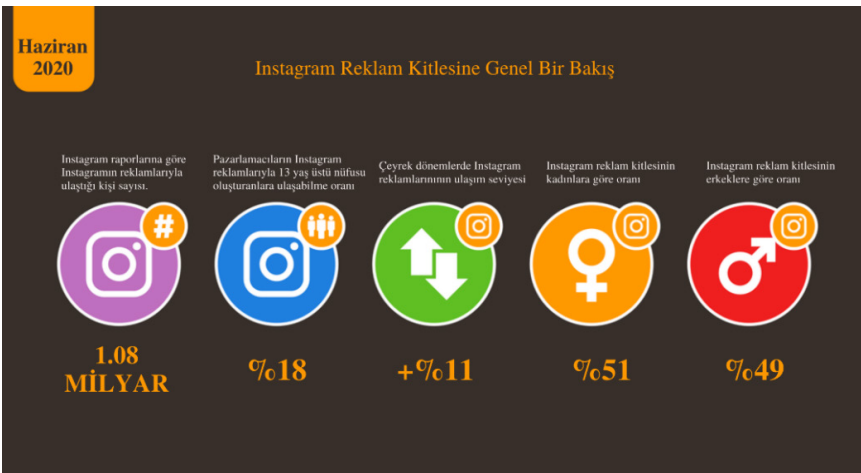 Haziran
2020
Instagram Reklam Kitlesine Genel Bir Bakış
Instagram raporlarına göre
Instagramın reklamlarıyla
ulaştığı kişi sayısı.
Pazarlamacıların Instagram
reklamlarıyla 13 yaş üstü nüfusu
oluşturanlara ulaşabilme oranı
Çeyrek dönemlerde Instagram
reklamlarınının ulaşım seviyesi
Instagram reklam kitlesinin
kadınlara göre oranı
Instagram reklam kitlesinin
erkeklere göre oranı
#
1.08
MİLYAR
%18
+%11
%51
%49